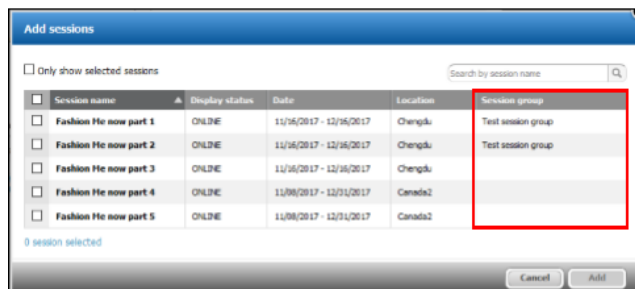 Add sessions
Only show selected sessions
Search by session name
Session name Display status Date Location Session group
Fashion Me now part 1 ONLINE 11/16/2017 - 12/16/2017 Chengdu Test session group
Fashion Me now part 2 ONLINE 11/16/2017 - 12/16/2017 Chengdu Test session group
Fashion Me now part 3 ONLINE 11/16/2017 - 12/16/2017 Chengdu
Fashion Me now part 4 ONLINE 11/08/2017 - 12/31/2017 Canada2
Fashion Me now part 5 ONLINE 11/08/2017 - 12/31/2017 Canada2
0 session selected
Cancel Add